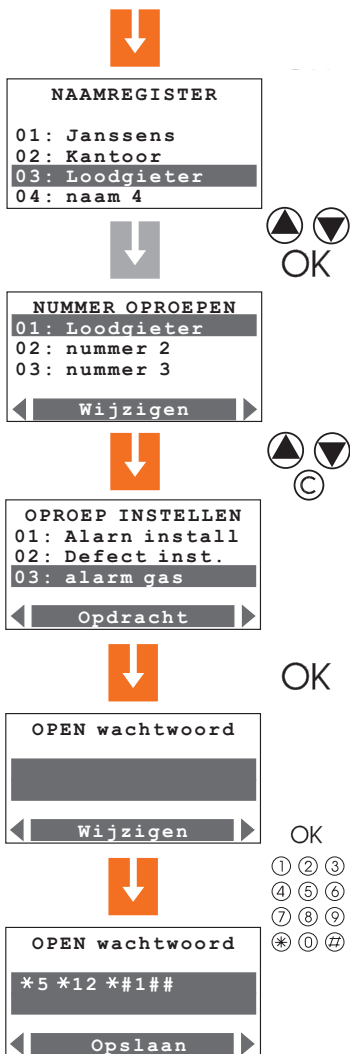 NAAMREGISTER
01: Janssens
02: Kantoor
03: Loodgieter
04: naam 4
OK
NUMMER OPROEPEN
01: Loodgieter
02: nummer 2
03: nummer 3
Wijzigen
C
OPROEP INSTELLEN
01: Alarn install
02: Defect inst.
03: alarm gas
Opdracht
OK
OPEN wachtwoord
Wijzigen
OK
1 2 3
4 5 6
7 8 9
* 0 #
OPEN wachtwoord
*5*12*#1##
Opslaan